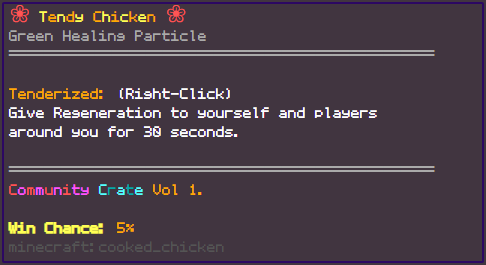 Tendy Chicken
Green Healing Particle
Tenderized: (Right-Click)
Give Regeneration to yourself and players
around you for 30 seconds.
Community Crate Vol 1.
Win Chance: 5%
minecraft:cooked_chicken